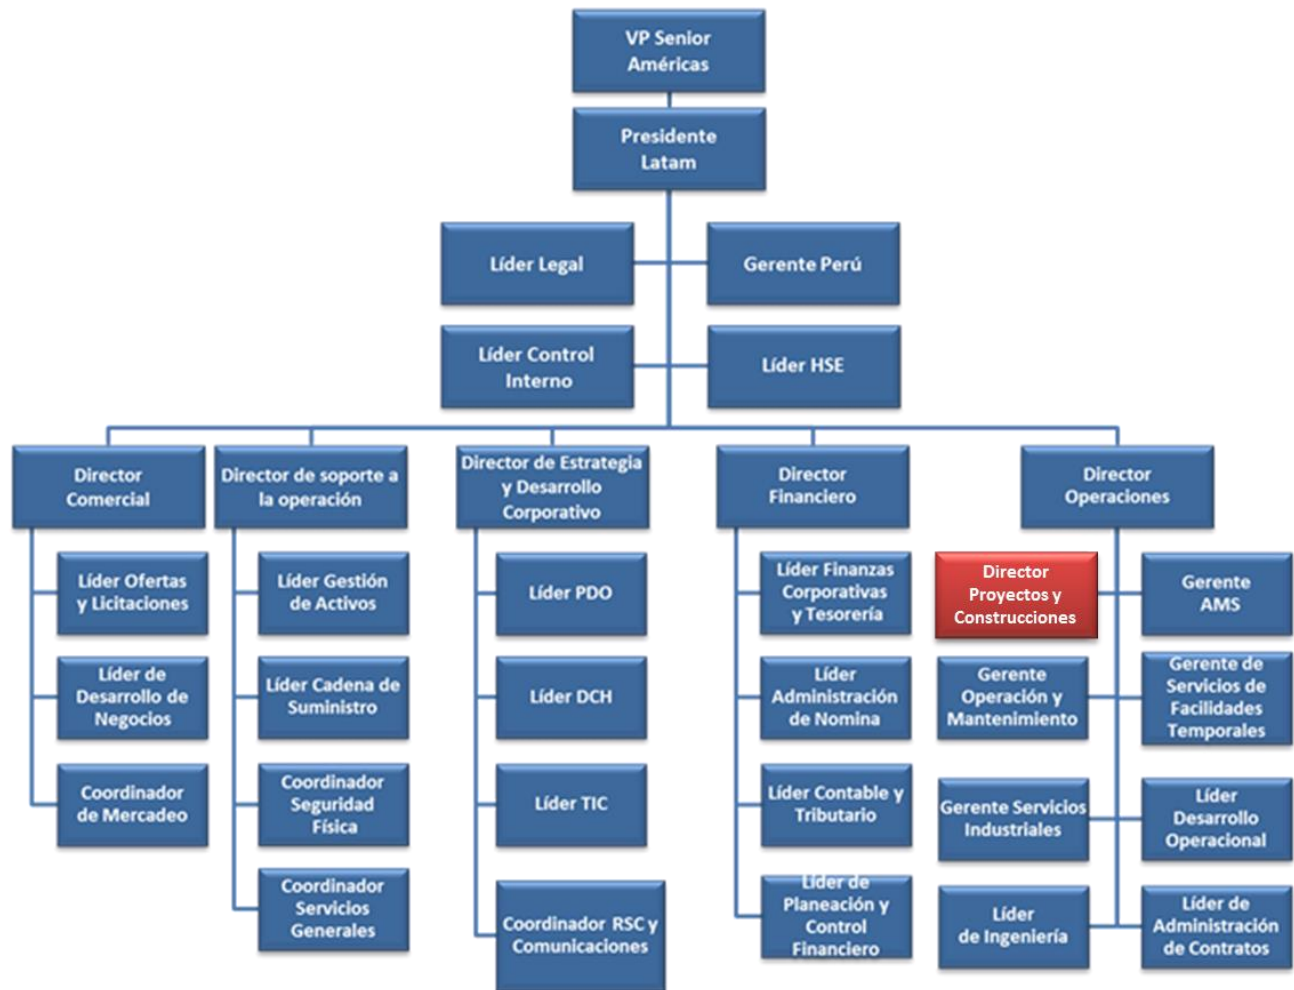 VP Senior
Américas
Presidente
Latam
Líder Legal
Gerente Perú
Líder Control
Interno
Líder HSE
Director
Comercial
Director de soporte a
la operación
Director de Estrategia
y Desarrollo
Corporativo
Director
Financiero
Director
Operaciones
Líder Ofertas
y Licitaciones
Líder de
Desarrollo de
Negocios
Coordinador
de Mercadeo
Líder Gestión
de Activos
Líder Cadena de
Suministro
Coordinador
Seguridad
Física
Coordinador
Servicios
Generales
Líder PDO
Líder DCH
Líder TIC
Coordinador RSC y
Comunicaciones
Líder Finanzas
Corporativas
y Tesorería
Líder
Administración
de Nomina
Líder Contable y
Tributario
Líder de
Planeación y
Control
Financiero
Director
Proyectos y
Construcciones
Gerente
AMS
Gerente
Operación y
Mantenimiento
Gerente de
Servicios de
Facilidades
Temporales
Gerente Servicios
Industriales
Líder
Desarrollo
Operacional
Líder
de Ingeniería
Líder de
Administración
de Contratos